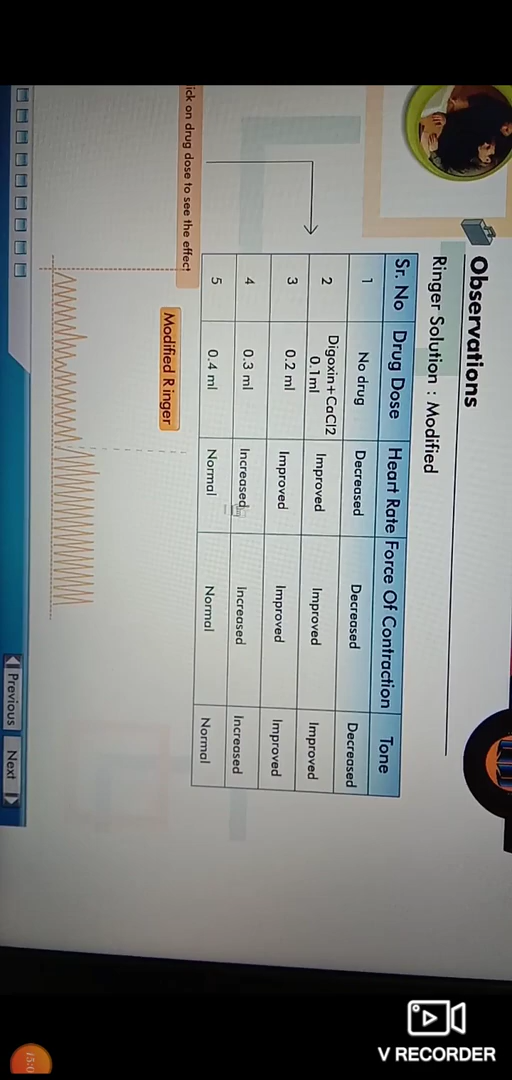 Observations
Ringer Solution : Modified
Sr. No Drug Dose Heart Rate Force Of Contraction Tone
1 No drug Decreased Decreased Decreased
2 Digoxin+CaCl2 0.1ml Improved Improved Improved
3 0.2 ml Improved Improved Improved
4 0.3 ml Increased Increased Increased
5 0.4 ml Normal Normal Normal
ick on drug dose to see the effect
Modified Ringer
Previous Next
V RECORDER